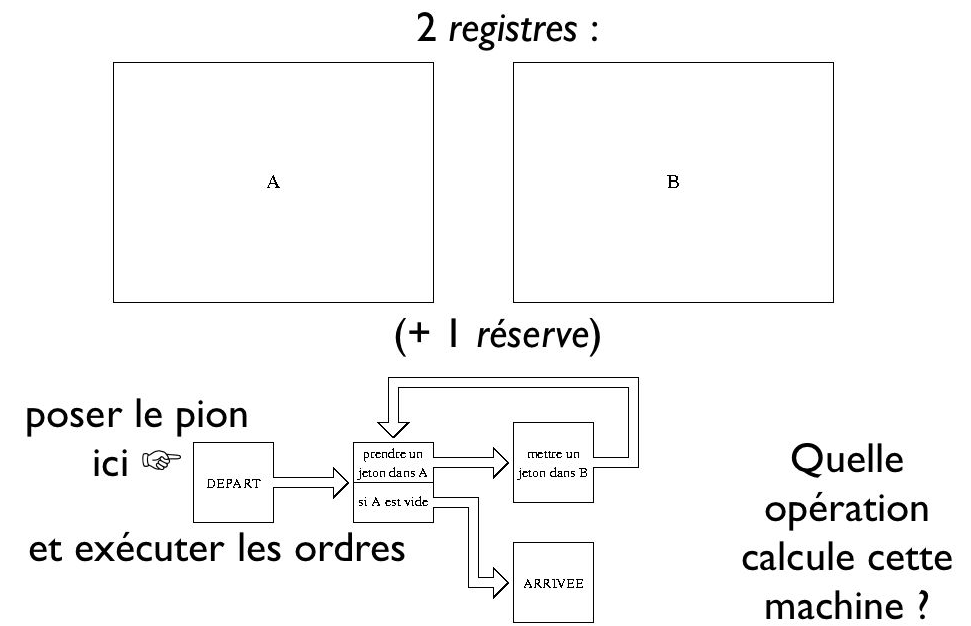 2 registres :
A
B
(+ 1 réserve)
poser le pion
ici ☞
DEPART
et exécuter les ordres
prendre un
jeton dans A
si A est vide
mettre un
jeton dans B
ARRIVEE
Quelle
opération
calcule cette
machine ?